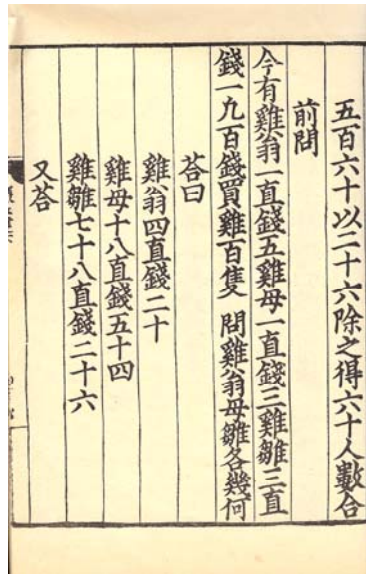 五百六十以二十六除之得六十人數合
前問
今有雞翁一直錢五雞母一直錢三雞雛三直
錢一凡百錢買雞百隻 問雞翁母雛各幾何
荅曰
雞翁四直錢二十
雞母十八直錢五十四
雞雛七十八直錢二十六
又荅